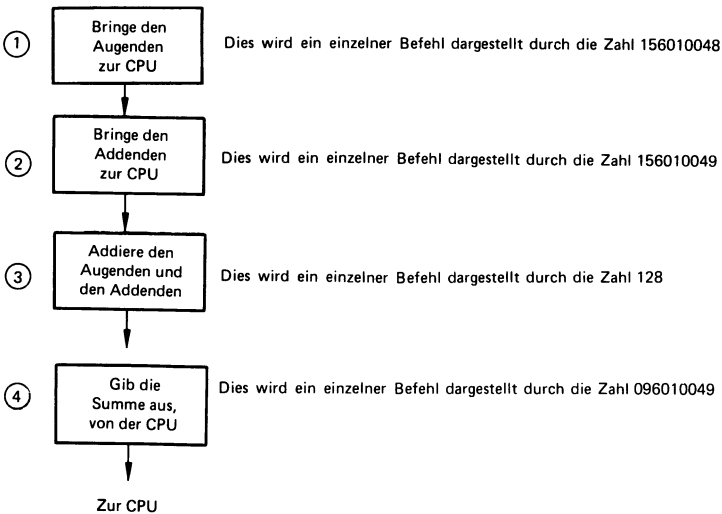 1
Bringe den
Augenden
zur CPU
Dies wird ein einzelner Befehl dargestellt durch die Zahl 156010048
2
Bringe den
Addenden
zur CPU
Dies wird ein einzelner Befehl dargestellt durch die Zahl 156010049
3
Addiere den
Augenden und
den Addenden
Dies wird ein einzelner Befehl dargestellt durch die Zahl 128
4
Gib die
Summe aus,
von der CPU
Dies wird ein einzelner Befehl dargestellt durch die Zahl 096010049
Zur CPU